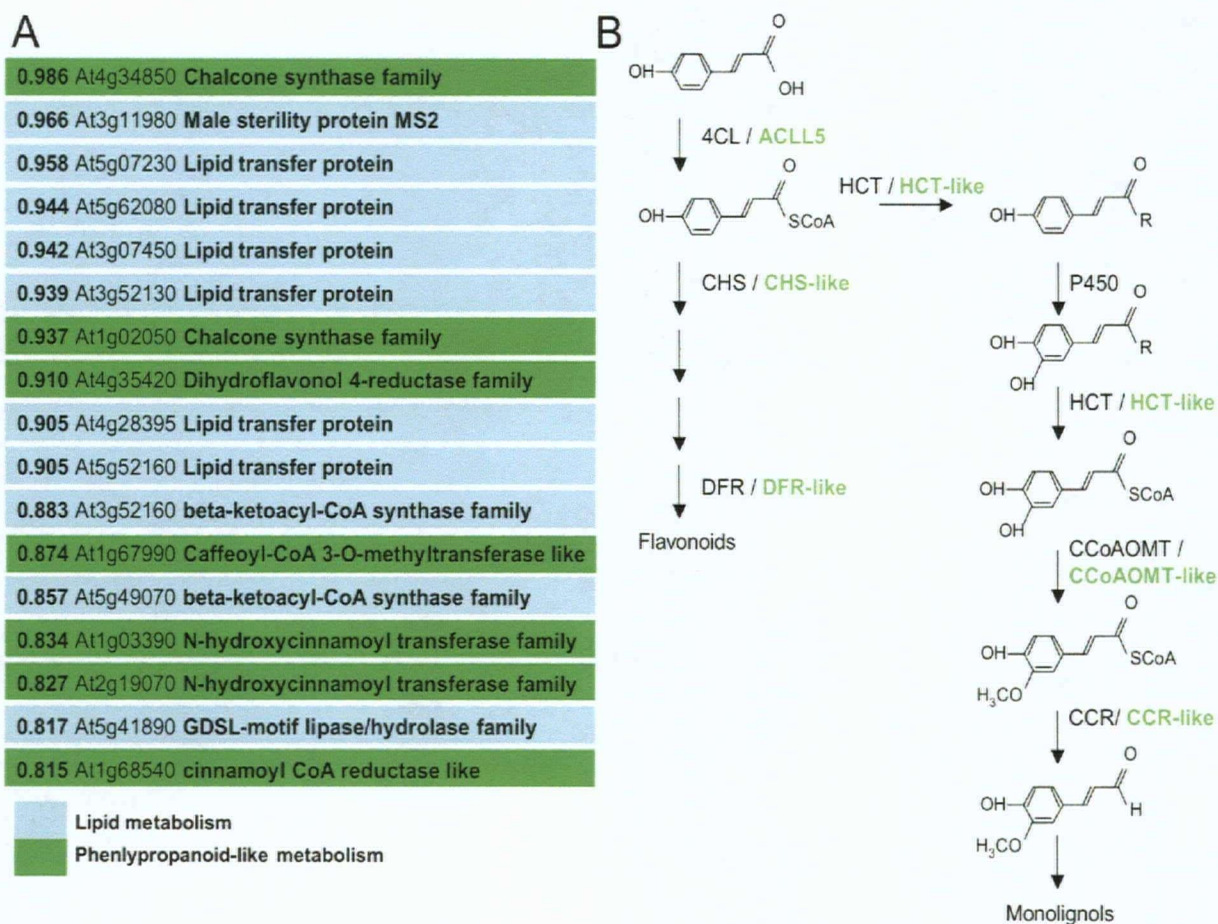 A
0.986 At4g34850 Chalcone synthase family
0.966 At3g11980 Male sterility protein MS2
0.958 At5g07230 Lipid transfer protein
0.944 At5g62080 Lipid transfer protein
0.942 At3g07450 Lipid transfer protein
0.939 At3g52130 Lipid transfer protein
0.937 At1g02050 Chalcone synthase family
0.910 At4g35420 Dihydroflavonol 4-reductase family
0.905 At4g28395 Lipid transfer protein
0.905 At5g52160 Lipid transfer protein
0.883 At3g52160 beta-ketoacyl-CoA synthase family
0.874 At1g67990 Caffeoyl-CoA 3-O-methyltransferase like
0.857 At5g49070 beta-ketoacyl-CoA synthase family
0.834 At1g03390 N-hydroxycinnamoyl transferase family
0.827 At2g19070 N-hydroxycinnamoyl transferase family
0.817 At5g41890 GDSL-motif lipase/hydrolase family
0.815 At1g68540 cinnamoyl CoA reductase like
Lipid metabolism
Phenlypropanoid-like metabolism
B
O
OH
OH
4CL / ACLL5
O
OH
SCoA
CHS / CHS-like
DFR / DFR-like
Flavonoids
HCT / HCT-like
O
OH
R
P450
O
OH
R
OH
HCT / HCT-like
O
OH
SCoA
OH
CCoAOMT /
CCoAOMT-like
O
OH
SCoA
H3CO
CCR/ CCR-like
O
OH
H
H3CO
Monolignols